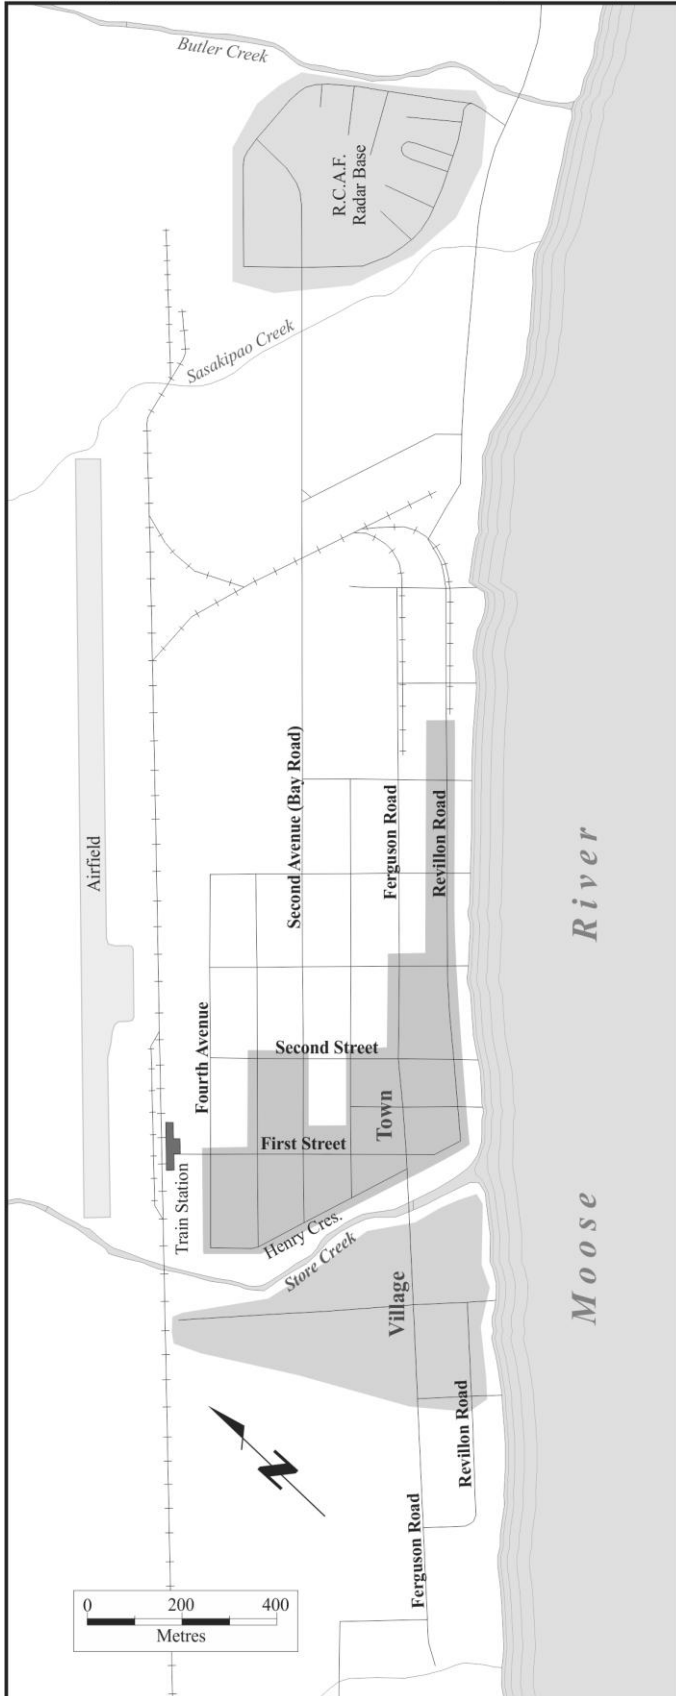 Butler Creek
R.C.A.F.
Radar Base
Sasakipao Creek
Airfield
Second Avenue (Bay Road)
Ferguson Road
Revillon Road
River
Fourth Avenue
Second Street
Town
First Street
Train Station
Henry Cres.
Store Creek
Village
Moose
Revillon Road
N
Ferguson Road
0 200 400
Metres